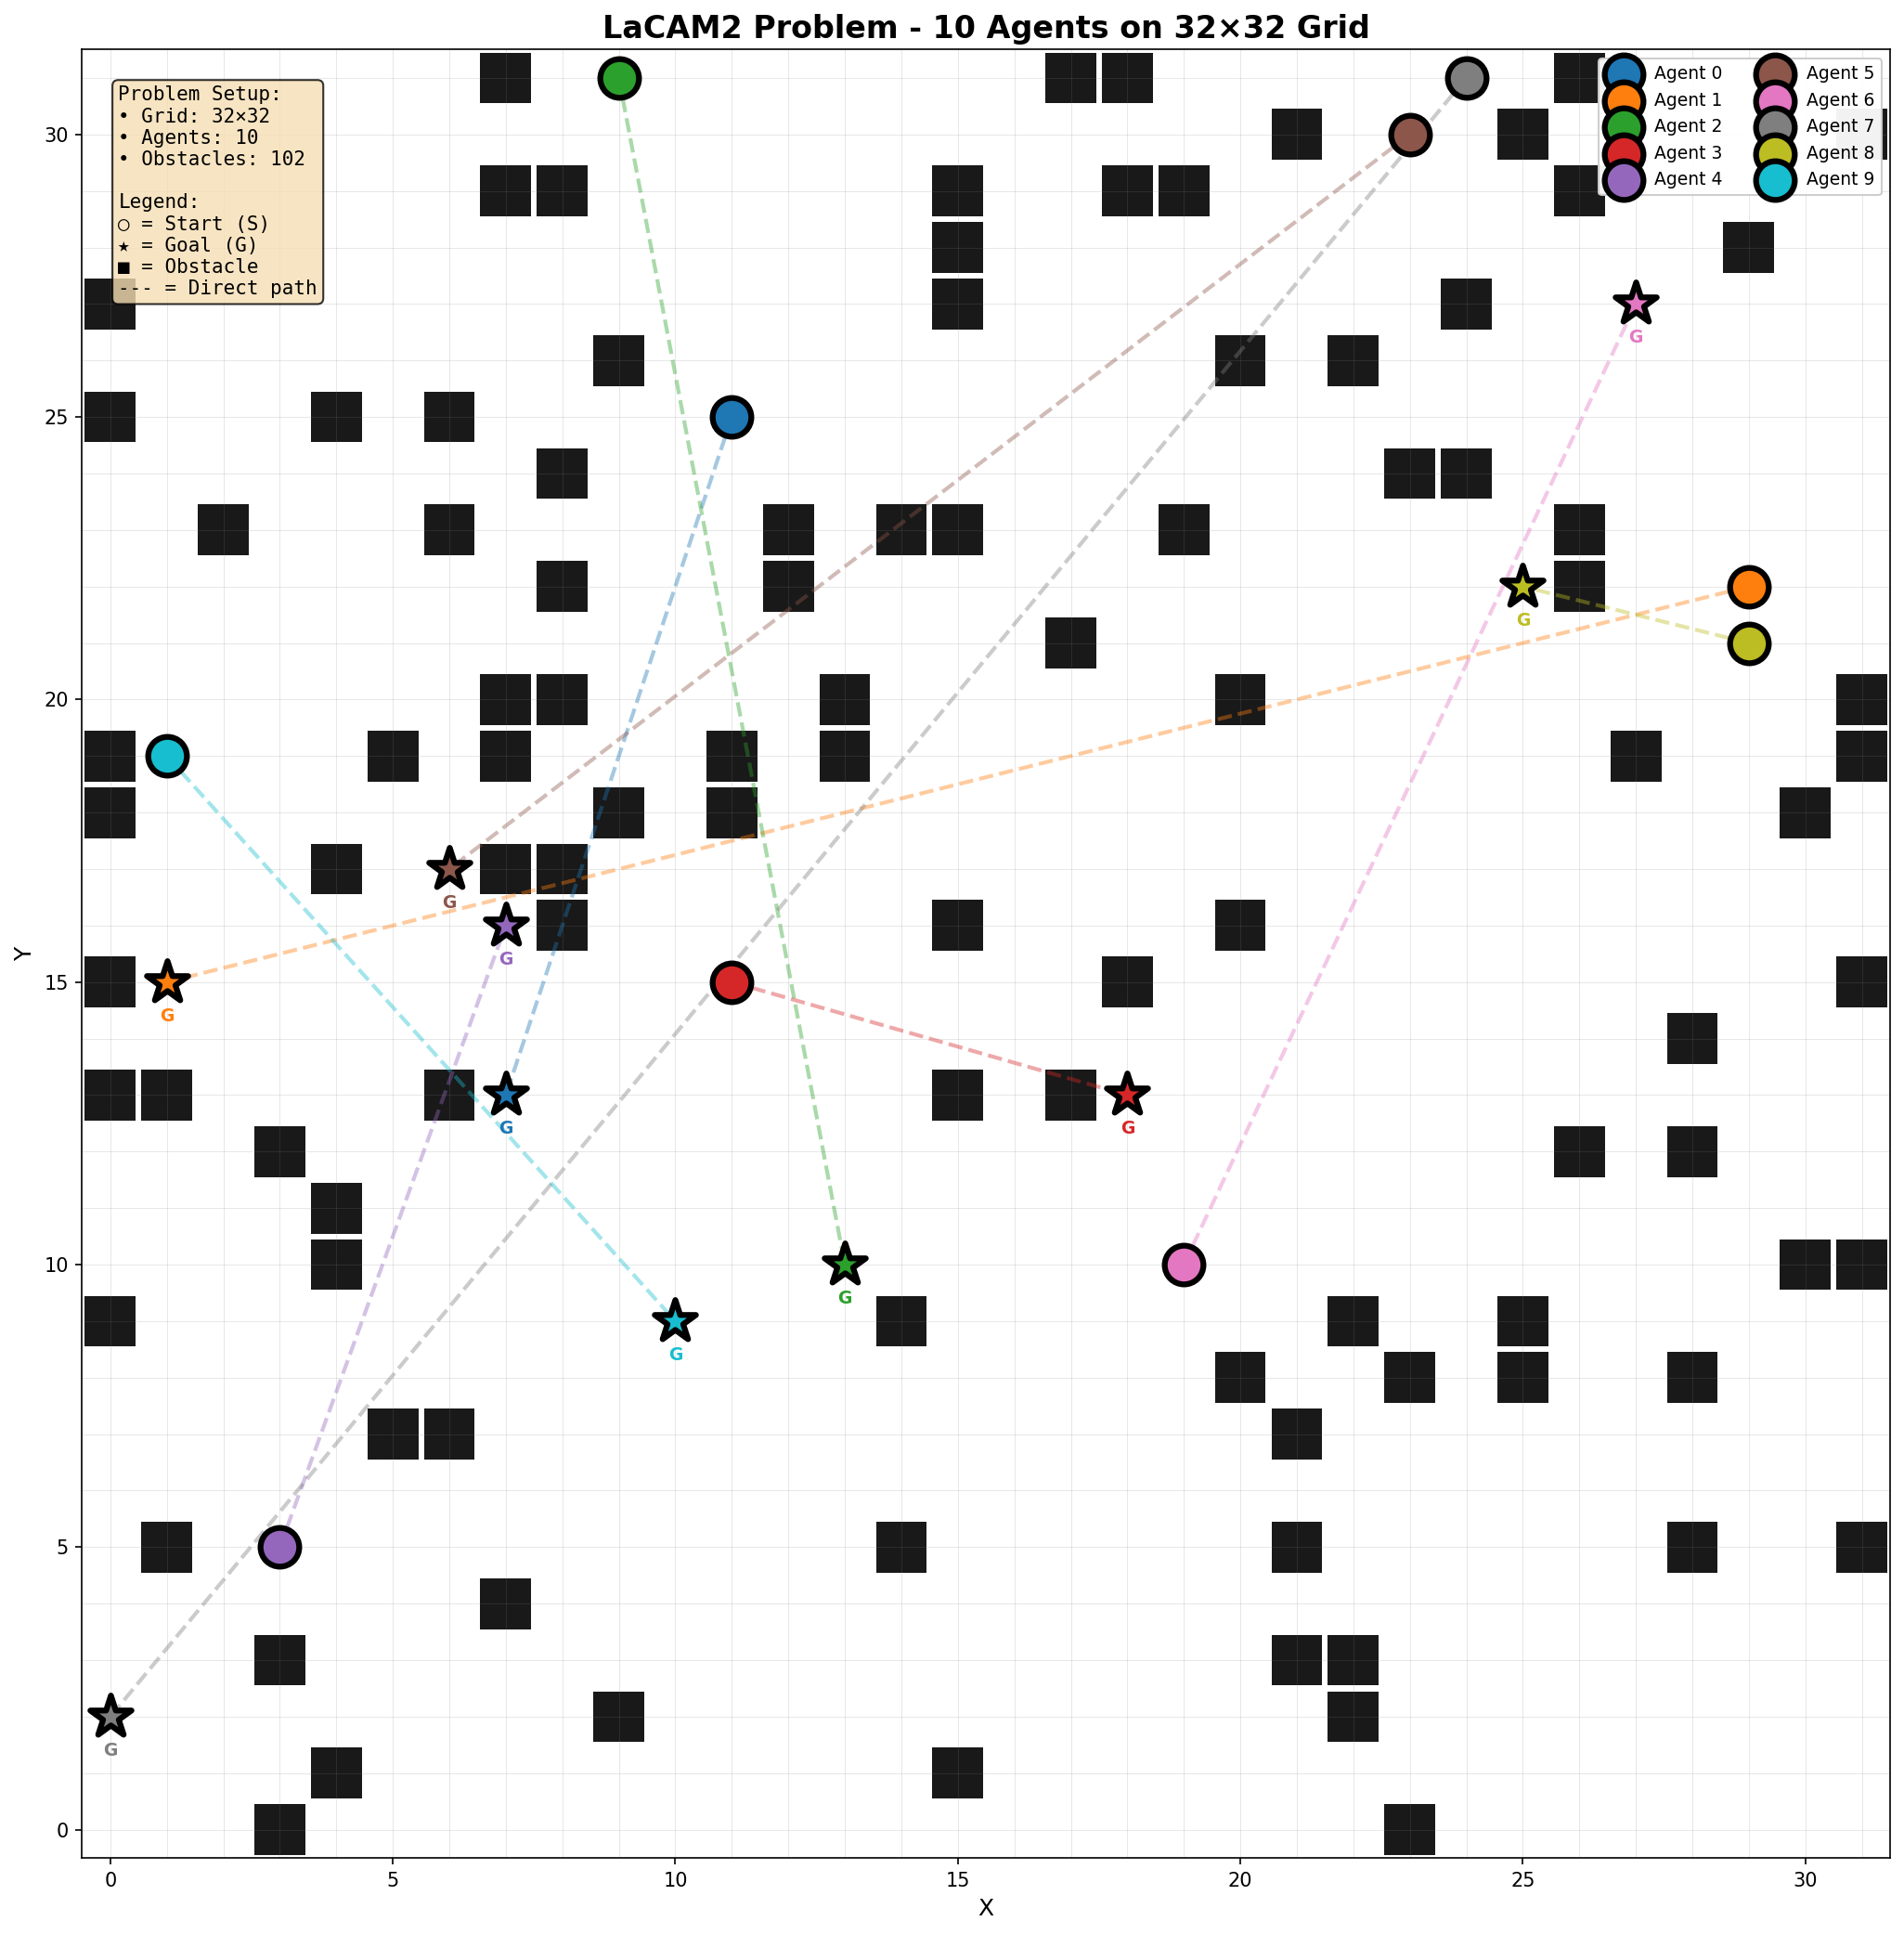 LaCAM2 Problem - 10 Agents on 32×32 Grid
Problem Setup:
• Grid: 32×32
• Agents: 10
• Obstacles: 102
Legend:
○ = Start (S)
★ = Goal (G)
■ = Obstacle
--- = Direct path
Agent 0
Agent 1
Agent 2
Agent 3
Agent 4
Agent 5
Agent 6
Agent 7
Agent 8
Agent 9
G
G
G
G
G
G
G
G
G
G
30
25
20
15
10
5
0
Y
0 5 10 15 20 25 30
X